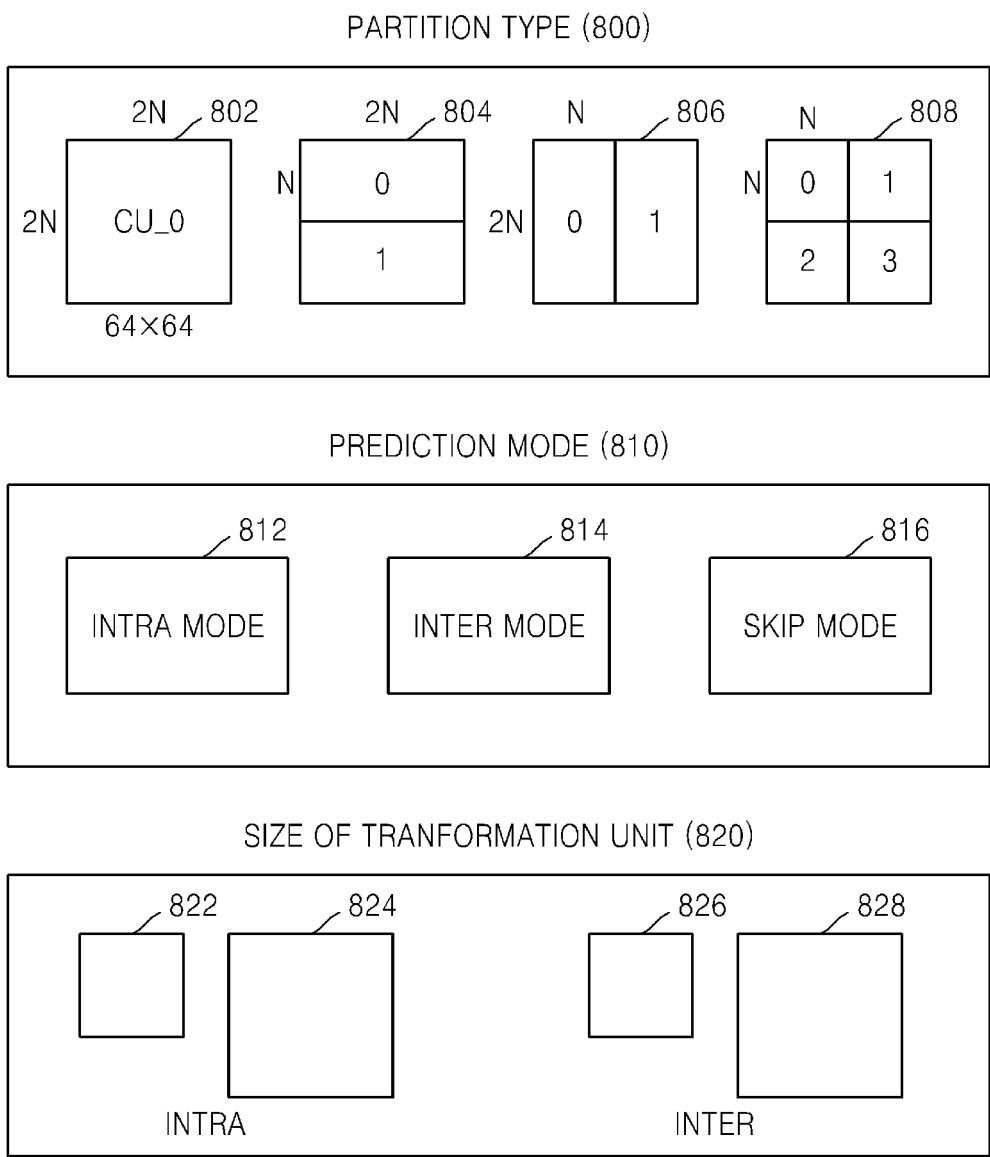 PARTITION TYPE (800)
2N 802 2N 804 N 806 N 808
2N CU_0 N 0 2N 0 1 N 0 1
1 2 3
64×64
PREDICTION MODE (810)
812 814 816
INTRA MODE INTER MODE SKIP MODE
SIZE OF TRANFORMATION UNIT (820)
822 824 826 828
INTRA INTER